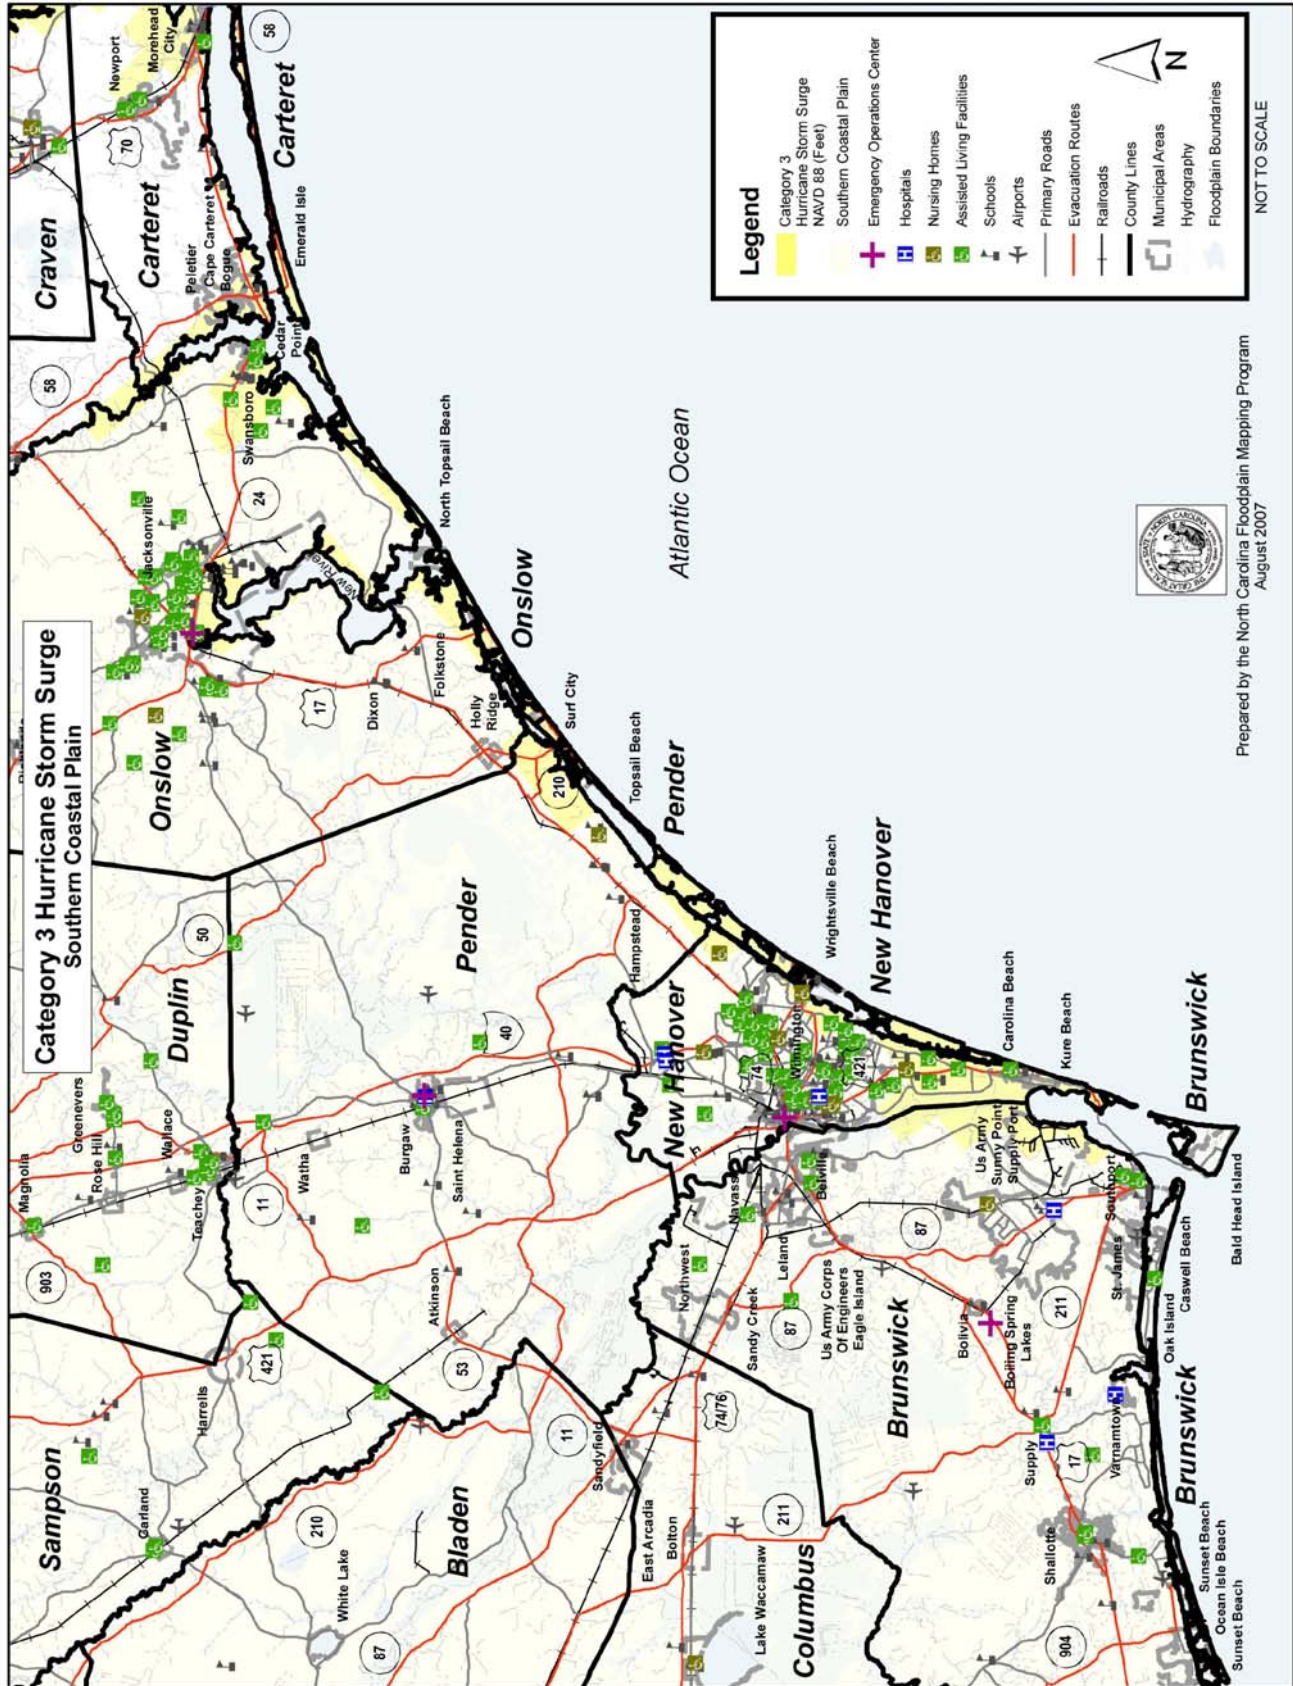 Category 3 Hurricane Storm Surge
Southern Coastal Plain
Legend
Category 3
Hurricane Storm Surge
NAVD 88 (Feet)
Southern Coastal Plain
Emergency Operations Center
Hospitals
Nursing Homes
Assisted Living Facilities
Schools
Airports
Primary Roads
Evacuation Routes
Railroads
County Lines
Municipal Areas
Hydrography
Floodplain Boundaries
N
NOT TO SCALE
Prepared by the North Carolina Floodplain Mapping Program
August 2007
Atlantic Ocean
Sampson
Duplin
Onslow
Craven
Carteret
Carteret
Onslow
Pender
Pender
New Hanover
New Hanover
Brunswick
Brunswick
Brunswick
Bladen
Columbus
Magnolia
Greenevers
Rose Hill
Wallace
Teachey
Harrells
Garland
White Lake
Watha
Burgaw
Saint Helena
Atkinson
Jacksonville
New River
Dixon
Folkstone
Holly
Ridge
Surf City
North Topsail Beach
Topsail Beach
Hampstead
Swansboro
Cedar
Point
Peletier
Cape Carteret
Bogue
Emerald Isle
Newport
Morehead
City
Wrightsville Beach
Wilmington
Carolina Beach
Kure Beach
Navassa
Belville
Leland
Northwest
Sandy Creek
Us Army Corps
Of Engineers
Eagle Island
Us Army
Sunny Point
Supply Port
Southport
St. James
Bolivia
Boiling Spring
Lakes
Supply
Varnamtown
Shallotte
Oak Island
Caswell Beach
Bald Head Island
Sandyfield
East Arcadia
Bolton
Lake Waccamaw
Sunset Beach
Ocean Isle Beach
Sunset Beach
903
421
11
50
40
17
24
58
70
58
210
53
11
210
87
74/76
211
87
87
211
17
904
74
421